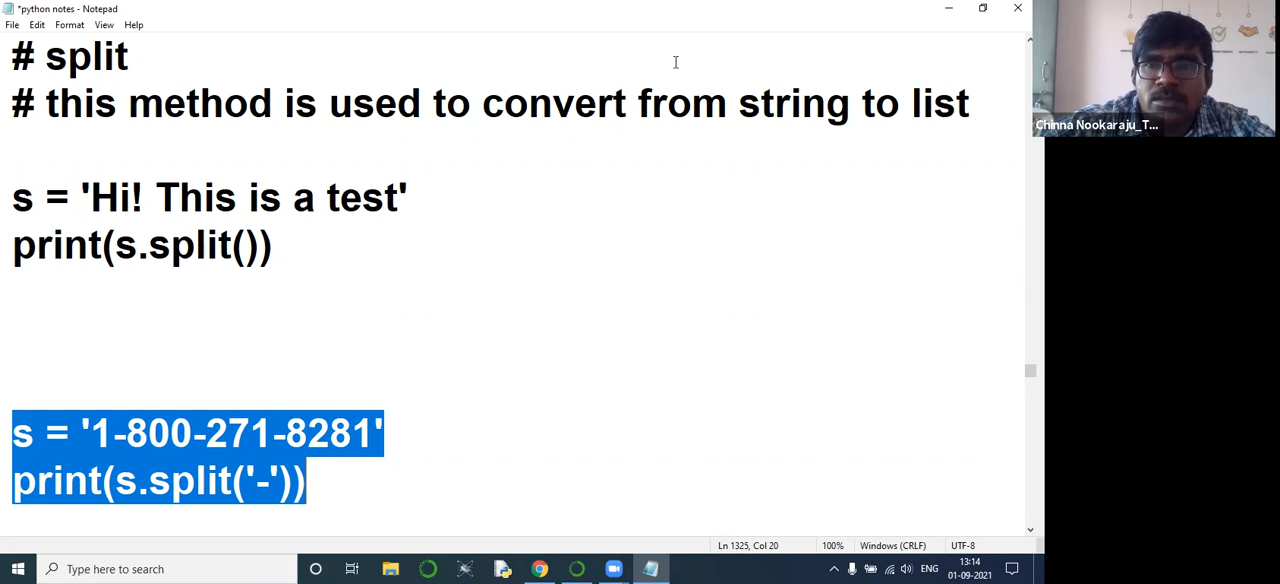 *python notes - Notepad
File Edit Format View Help
# split
# this method is used to convert from string to list
s = 'Hi! This is a test'
print(s.split())
s = '1-800-271-8281'
print(s.split('-'))
Chinna Nookaraju_T...
Ln 1325, Col 20 100% Windows (CRLF) UTF-8
Type here to search
ENG
13:14
01-09-2021